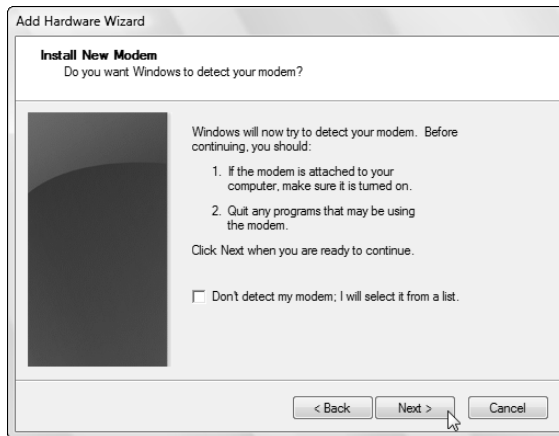 Add Hardware Wizard
Install New Modem
Do you want Windows to detect your modem?
Windows will now try to detect your modem. Before
continuing, you should:
1. If the modem is attached to your
computer, make sure it is turned on.
2. Quit any programs that may be using
the modem.
Click Next when you are ready to continue.
Don't detect my modem; I will select it from a list.
< Back Next > Cancel